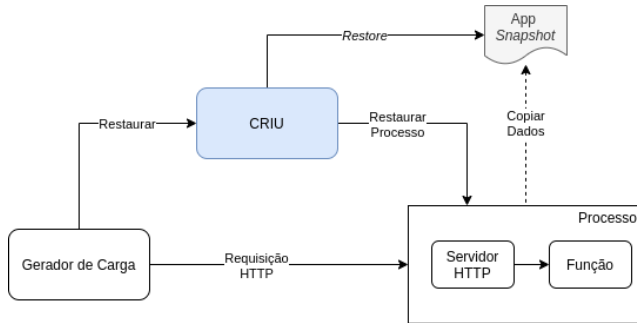 App
Snapshot
Restore
Restaurar
CRIU
Restaurar
Processo
Copiar
Dados
Processo
Gerador de Carga
Requisição
HTTP
Servidor
HTTP
Função